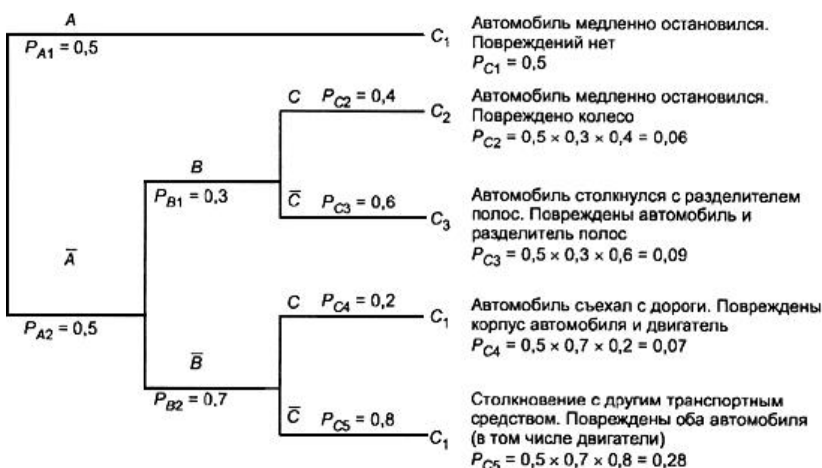 A
P_A1 = 0,5
C₁
Автомобиль медленно остановился.
Повреждений нет
P_C1 = 0,5
C P_C2 = 0,4
C₂
Автомобиль медленно остановился.
Повреждено колесо
P_C2 = 0,5 × 0,3 × 0,4 = 0,06
B
P_B1 = 0,3
C̅ P_C3 = 0,6
C₃
Автомобиль столкнулся с разделителем
полос. Повреждены автомобиль и
разделитель полос
P_C3 = 0,5 × 0,3 × 0,6 = 0,09
A̅
P_A2 = 0,5
C P_C4 = 0,2
C₁
Автомобиль съехал с дороги. Повреждены
корпус автомобиля и двигатель
P_C4 = 0,5 × 0,7 × 0,2 = 0,07
B̅
P_B2 = 0,7
C̅ P_C5 = 0,8
C₁
Столкновение с другим транспортным
средством. Повреждены оба автомобиля
(в том числе двигатели)
P_C5 = 0,5 × 0,7 × 0,8 = 0,28